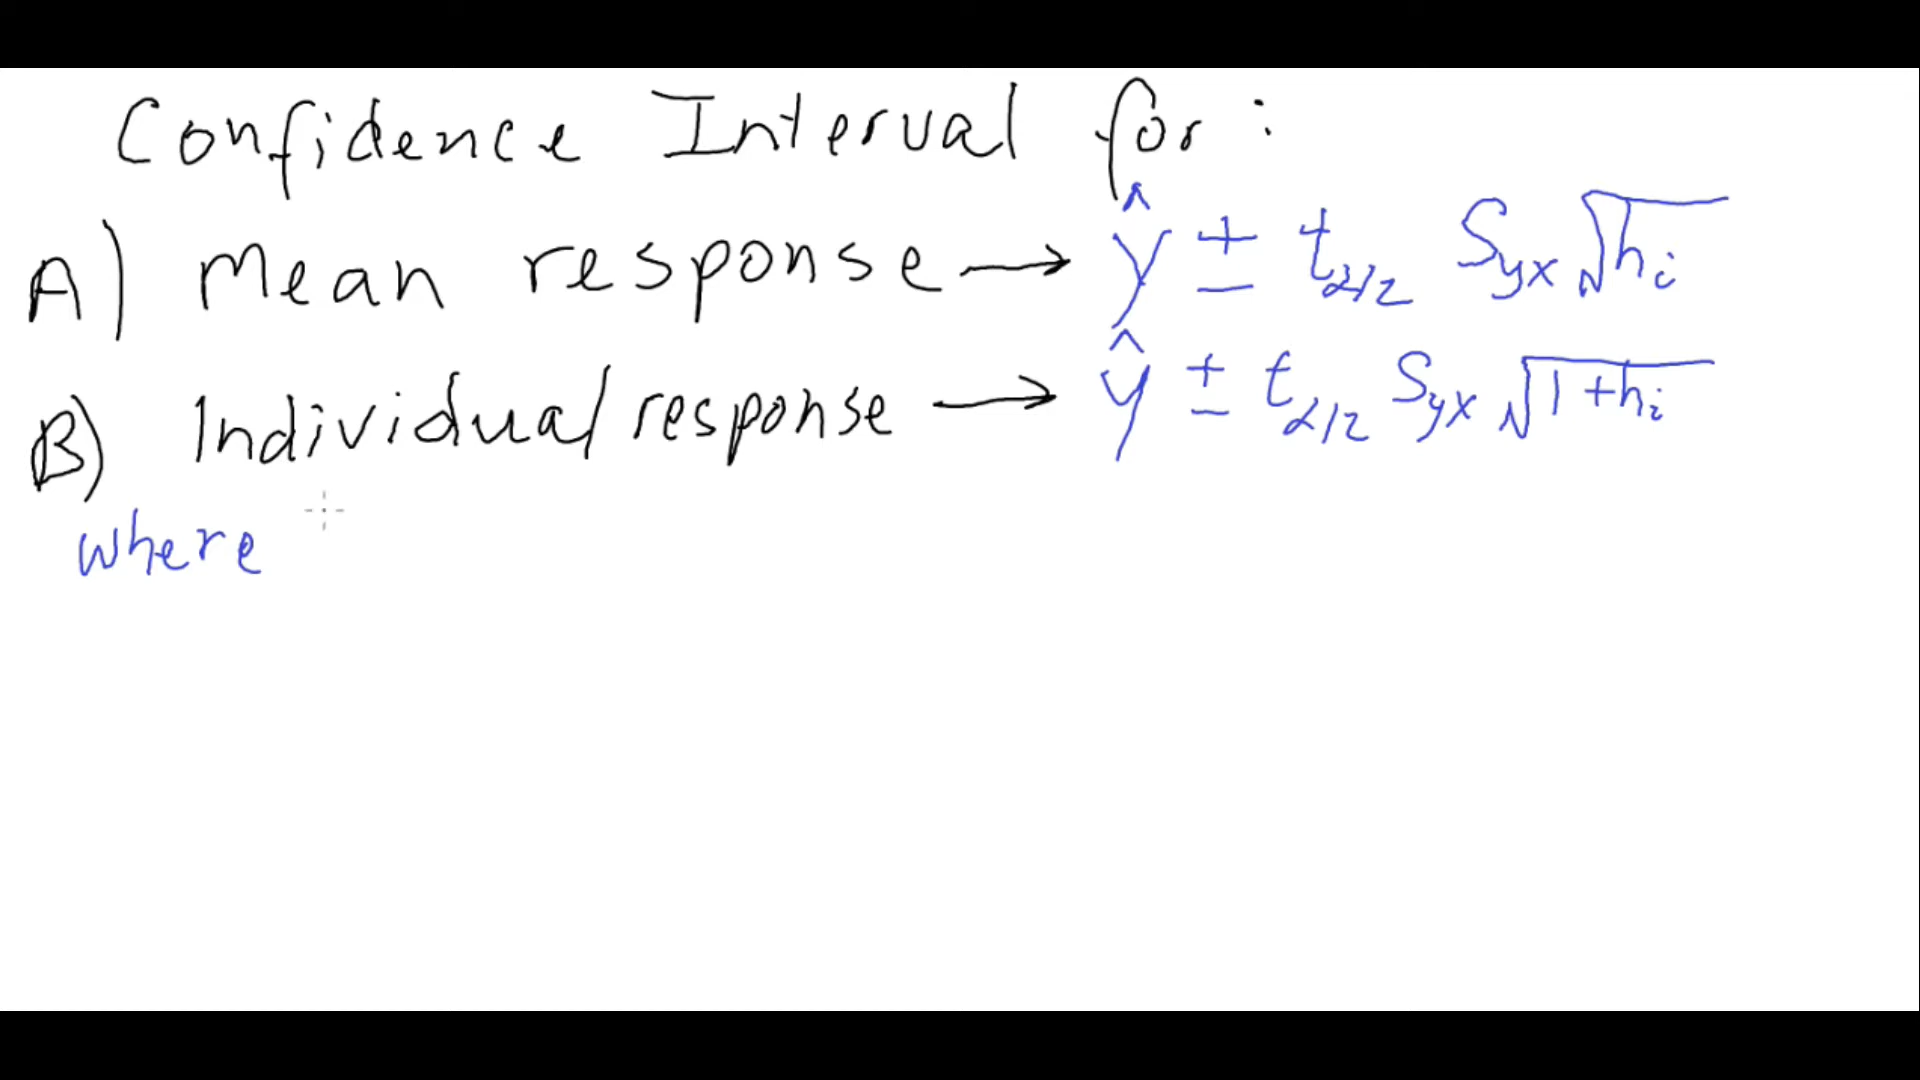 Confidence Interval for :
A) Mean response → ŷ ± t_{α/2} S_{yx} √h_i
B) Individual response → ŷ ± t_{α/2} S_{yx} √1+h_i
where